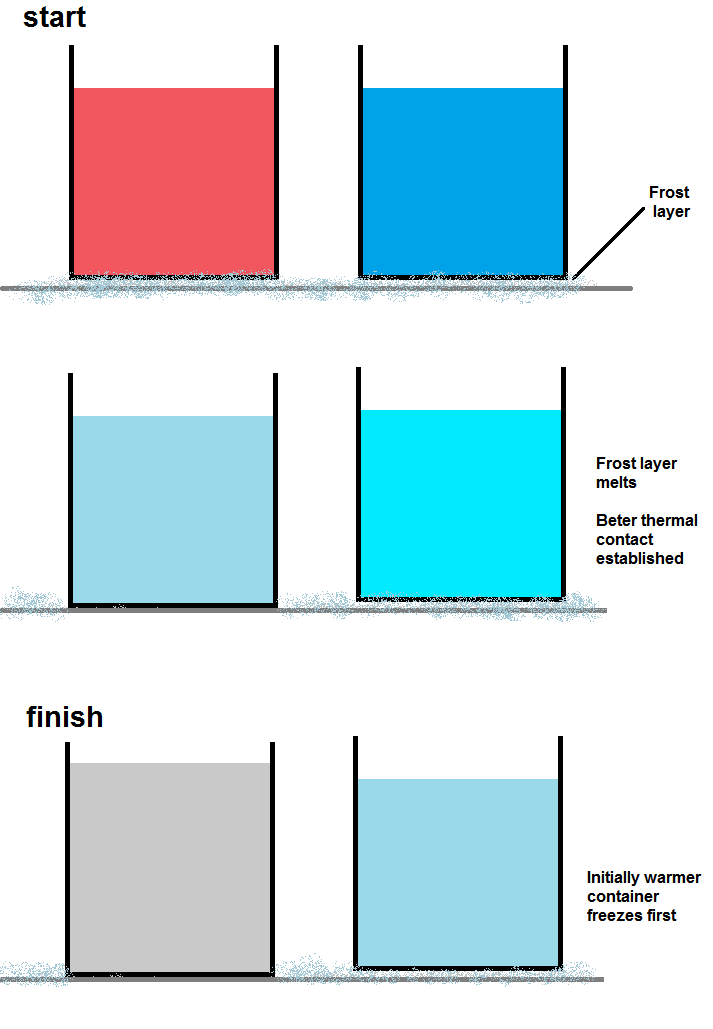 start
Frost
layer
Frost layer
melts
Beter thermal
contact
established
finish
Initially warmer
container
freezes first